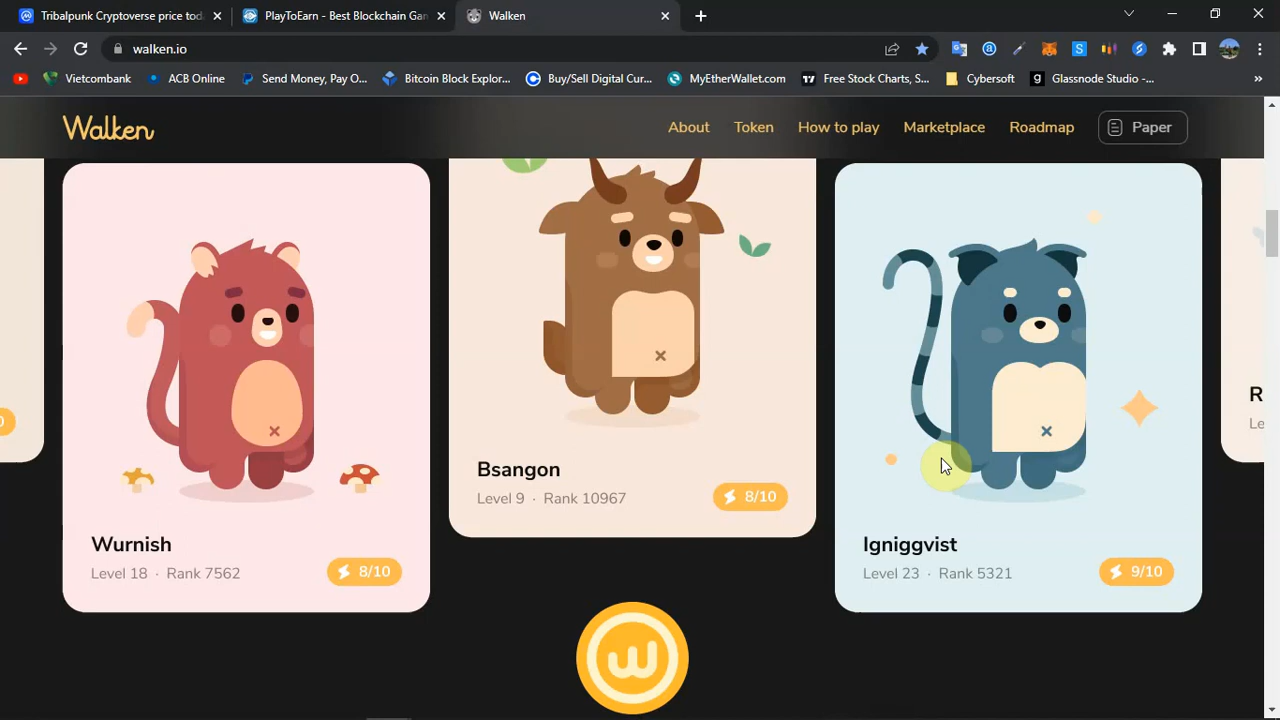 Tribalpunk Cryptoverse price tod
PlayToEarn - Best Blockchain Gam
Walken
walken.io
Vietcombank
ACB Online
Send Money, Pay O...
Bitcoin Block Explor...
Buy/Sell Digital Cur...
MyEtterWallet.com
Free Stock Charts, S...
Cybersoft
Glassnode Studio -...
Walken
About
Token
How to play
Marketplace
Roadmap
Paper
Wurnish
Level 18 · Rank 7562
8/10
Bsangon
Level 9 · Rank 10967
8/10
Igniggvist
Level 23 · Rank 5321
9/10
R
Le
0
W